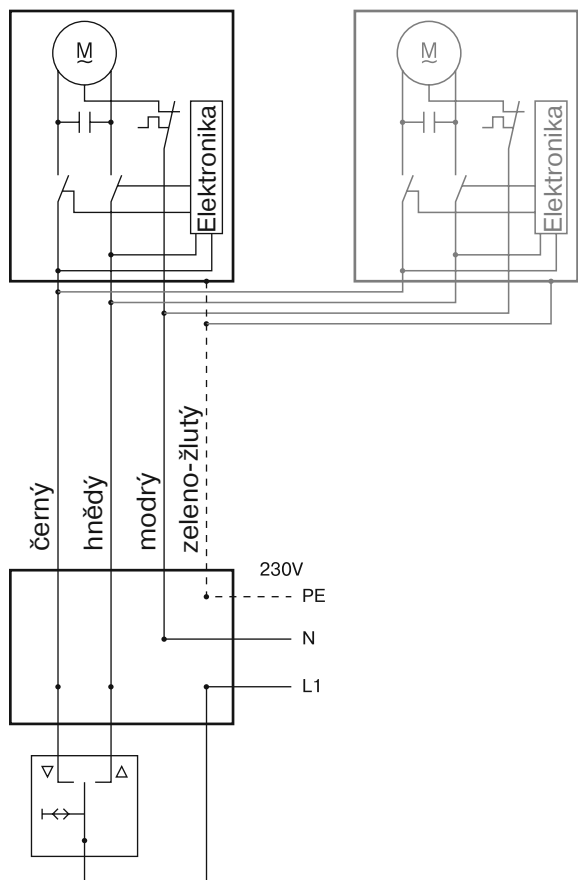 M
~
Elektronika
M
~
Elektronika
černý
hnědý
modrý
zeleno-žlutý
230V
PE
N
L1